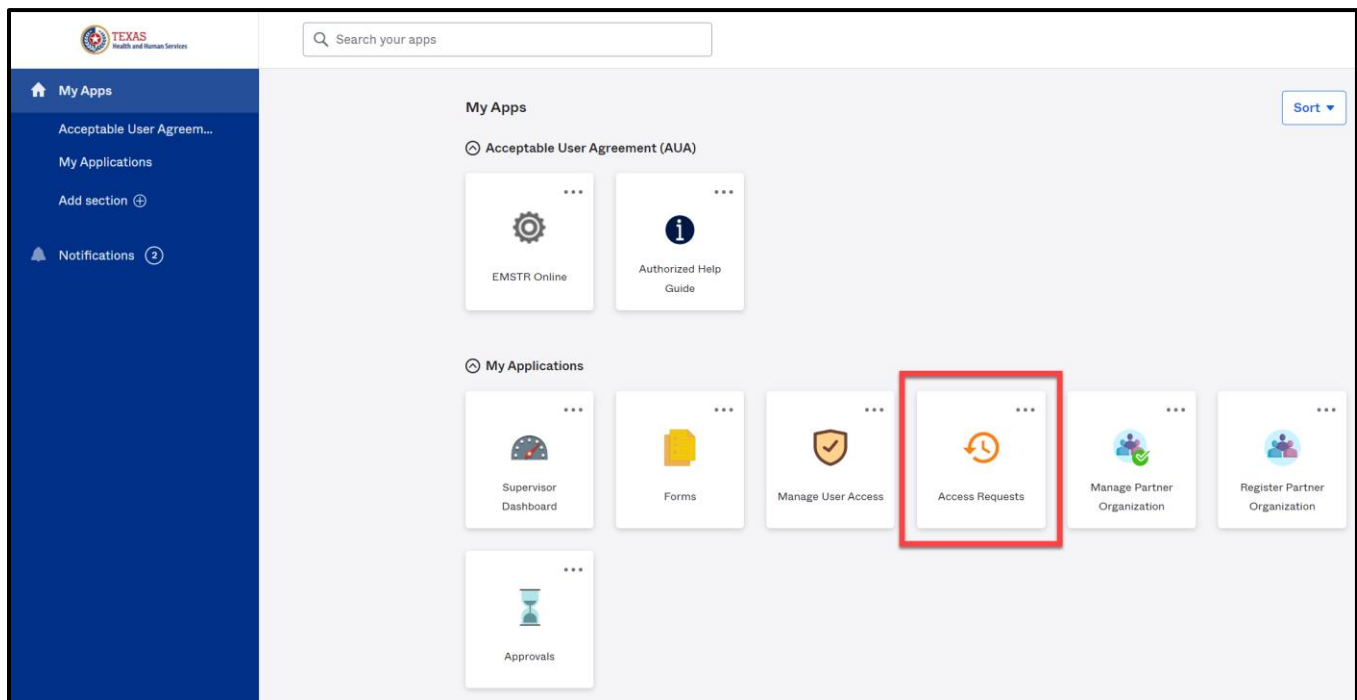 TEXAS
Health and Human Services
Search your apps
My Apps
Acceptable User Agreem...
My Applications
Add section
Notifications 2
My Apps
Sort
Acceptable User Agreement (AUA)
EMSTR Online
Authorized Help
Guide
My Applications
Supervisor
Dashboard
Forms
Manage User Access
Access Requests
Manage Partner
Organization
Register Partner
Organization
Approvals